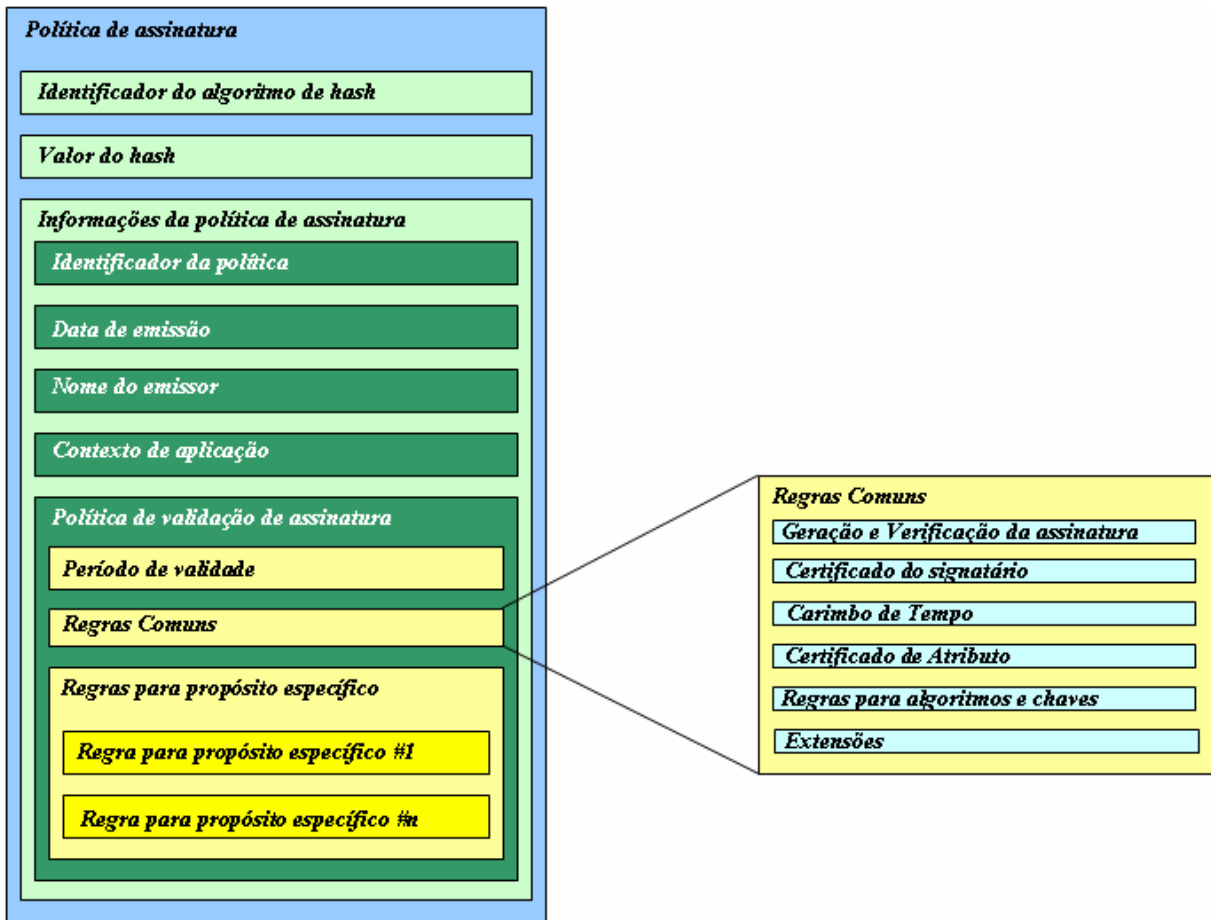 Política de assinatura
Identificador do algoritmo de hash
Valor do hash
Informações da política de assinatura
Identificador da política
Data de emissão
Nome do emissor
Contexto de aplicação
Política de validação de assinatura
Período de validade
Regras Comuns
Regras para propósito específico
Regra para propósito específico #1
Regra para propósito específico #n
Regras Comuns
Geração e Verificação da assinatura
Certificado do signatário
Carimbo de Tempo
Certificado de Atributo
Regras para algoritmos e chaves
Extensões